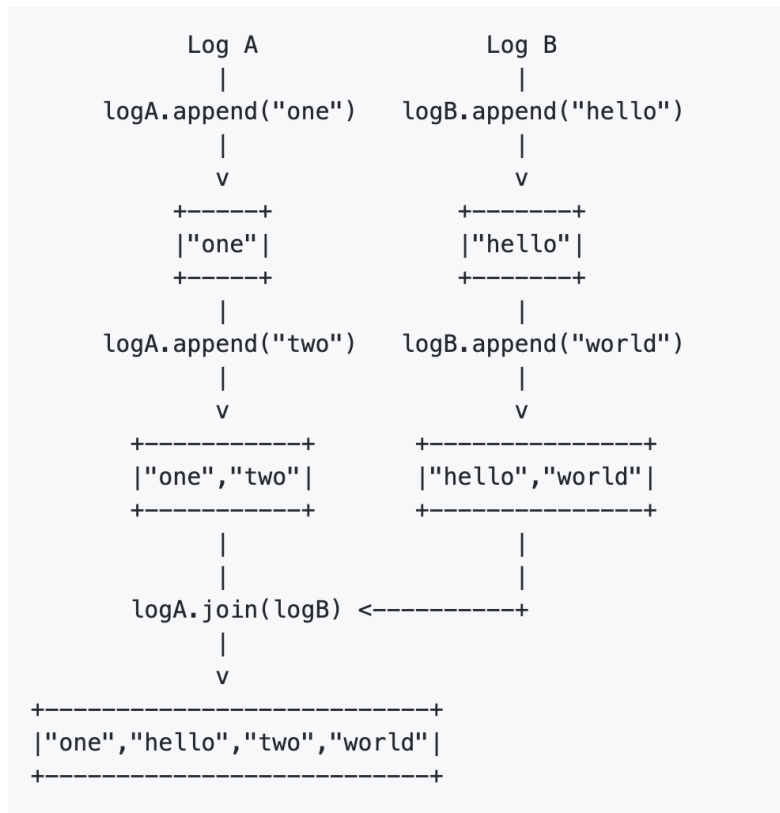 Log A                Log B
             |                    |
     logA.append("one")   logB.append("hello")
             |                    |
             v                    v
          +-----+             +-------+
          |"one"|             |"hello"|
          +-----+             +-------+
             |                    |
     logA.append("two")   logB.append("world")
             |                    |
             v                    v
       +-----------+       +---------------+
       |"one","two"|       |"hello","world"|
       +-----------+       +---------------+
             |                    |
             |                    |
       logA.join(logB) <----------+
             |
             v
+---------------------------+
|"one","hello","two","world"|
+---------------------------+